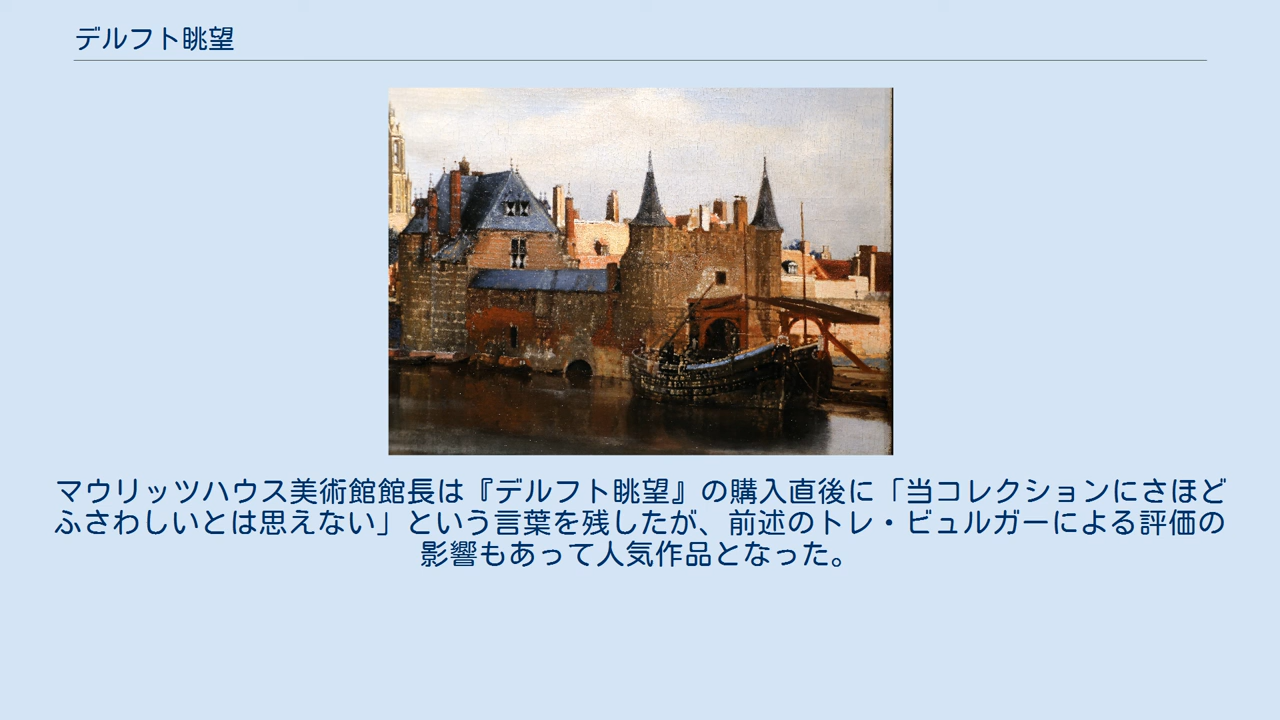 デルフト眺望
マウリッツハウス美術館館長は『デルフト眺望』の購入直後に「当コレクションにさほど
ふさわしいとは思えない」という言葉を残したが、前述のトレ・ビュルガーによる評価の
影響もあって人気作品となった。